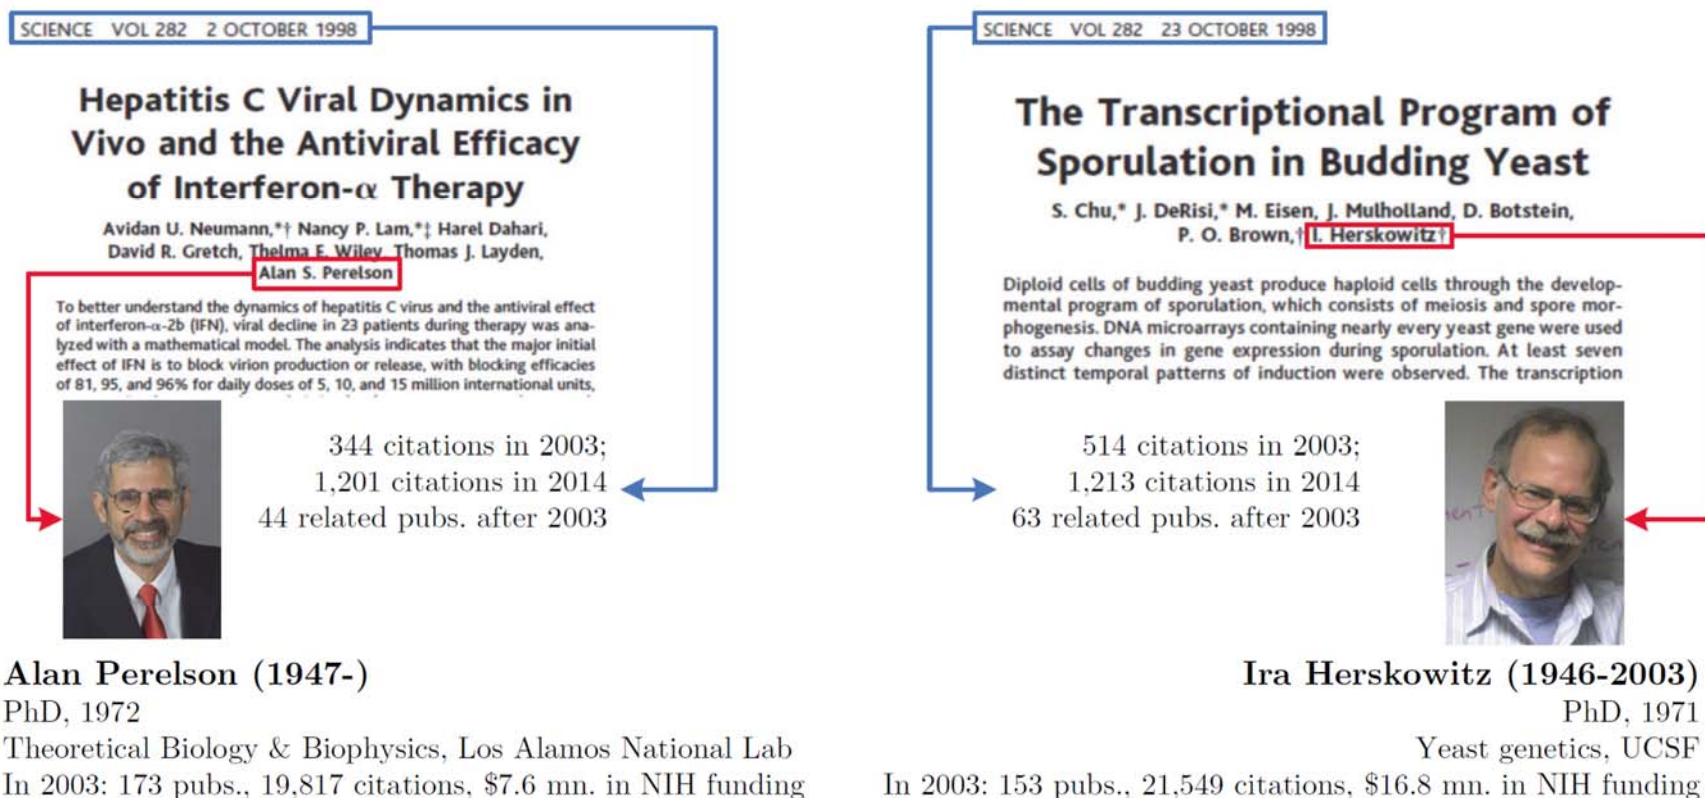 SCIENCE VOL 282 2 OCTOBER 1998
Hepatitis C Viral Dynamics in
Vivo and the Antiviral Efficacy
of Interferon-α Therapy
Avidan U. Neumann,*† Nancy P. Lam,*‡ Harel Dahari,
David R. Gretch, Thelma E. Wiley, Thomas J. Layden,
Alan S. Perelson
To better understand the dynamics of hepatitis C virus and the antiviral effect
of interferon-α-2b (IFN), viral decline in 23 patients during therapy was ana-
lyzed with a mathematical model. The analysis indicates that the major initial
effect of IFN is to block virion production or release, with blocking efficacies
of 81, 95, and 96% for daily doses of 5, 10, and 15 million international units,
344 citations in 2003;
1,201 citations in 2014
44 related pubs. after 2003
Alan Perelson (1947-)
PhD, 1972
Theoretical Biology & Biophysics, Los Alamos National Lab
In 2003: 173 pubs., 19,817 citations, $7.6 mn. in NIH funding
SCIENCE VOL 282 23 OCTOBER 1998
The Transcriptional Program of
Sporulation in Budding Yeast
S. Chu,* J. DeRisi,* M. Eisen, J. Mulholland, D. Botstein,
P. O. Brown,† I. Herskowitz†
Diploid cells of budding yeast produce haploid cells through the develop-
mental program of sporulation, which consists of meiosis and spore mor-
phogenesis. DNA microarrays containing nearly every yeast gene were used
to assay changes in gene expression during sporulation. At least seven
distinct temporal patterns of induction were observed. The transcription
514 citations in 2003;
1,213 citations in 2014
63 related pubs. after 2003
Ira Herskowitz (1946-2003)
PhD, 1971
Yeast genetics, UCSF
In 2003: 153 pubs., 21,549 citations, $16.8 mn. in NIH funding